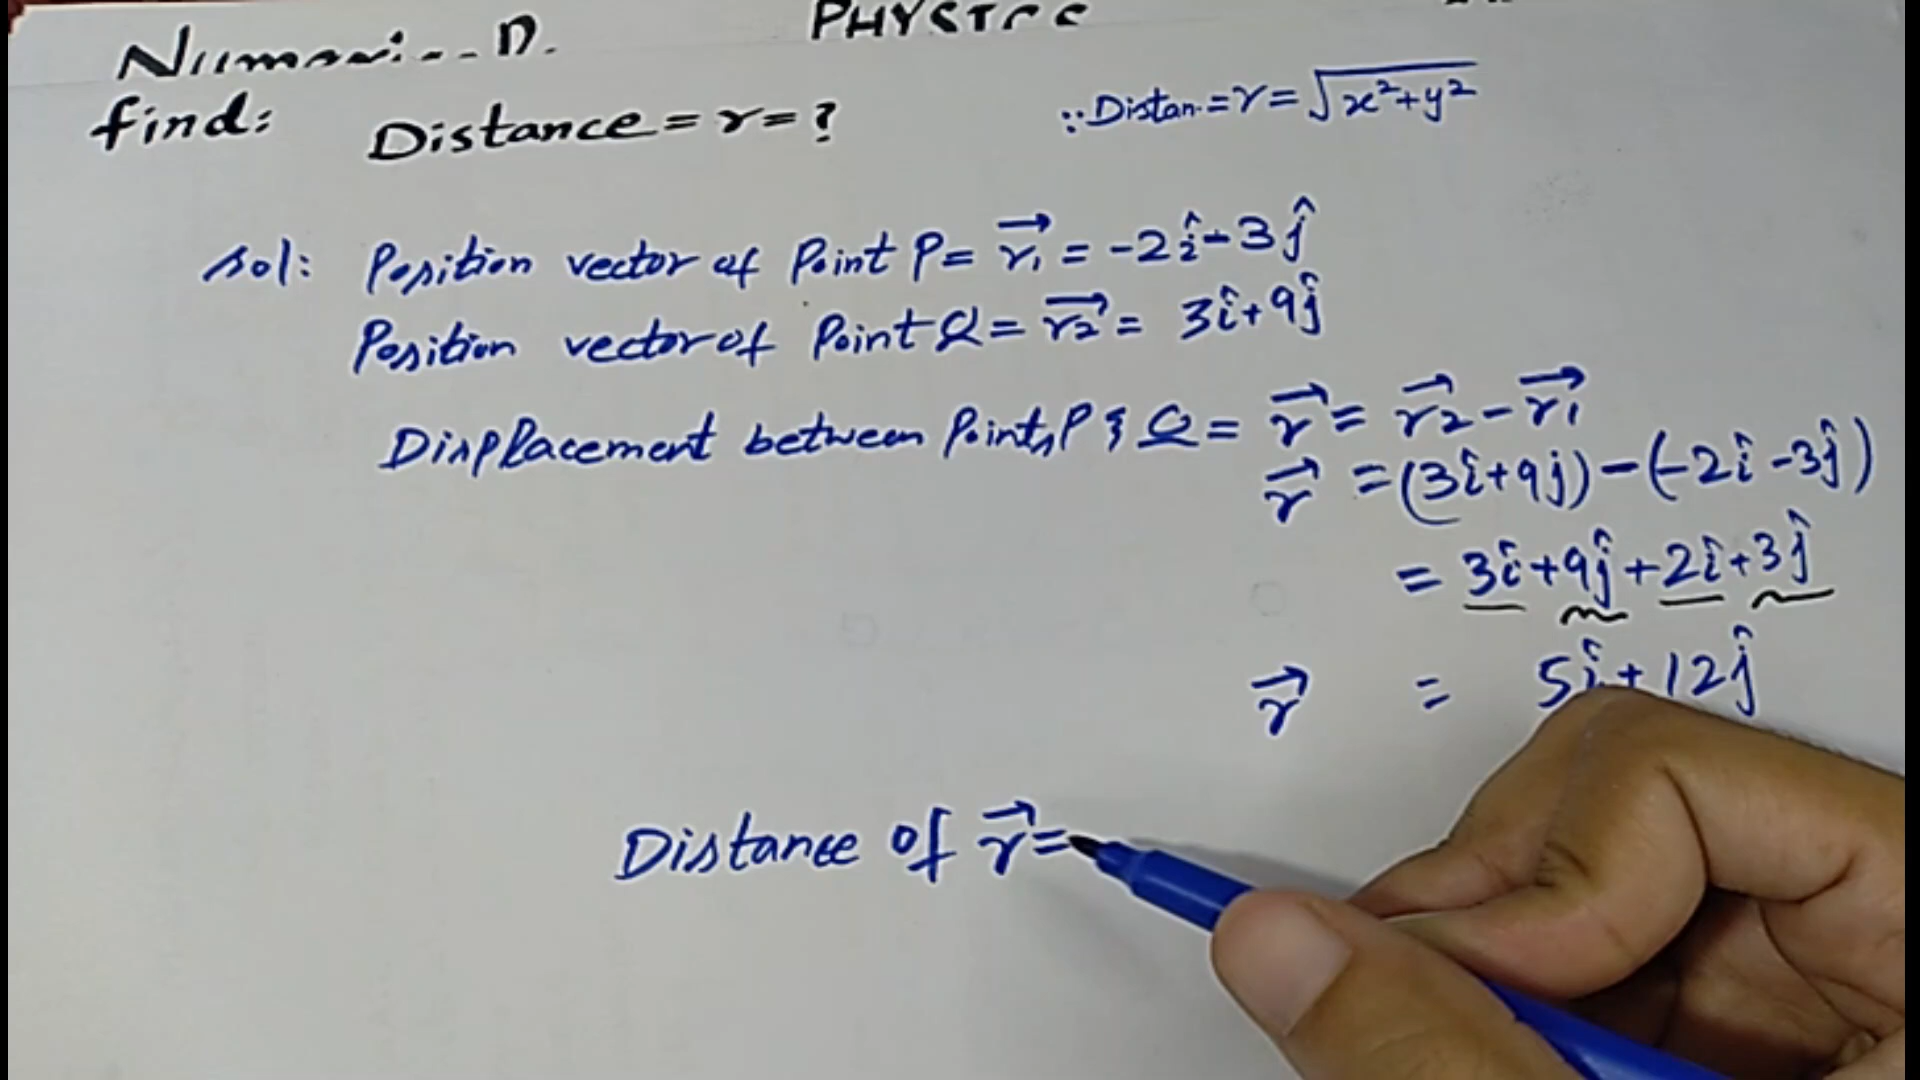 PHYSICS
find: Distance = r = ?
∵ Distan. = r = √x²+y²
Sol: Position vector of Point P = r⃗₁ = -2î - 3ĵ
Position vector of Point Q = r⃗₂ = 3î + 9ĵ
Displacement between Points P & Q = r⃗ = r⃗₂ - r⃗₁
r⃗ = (3î + 9j) - (-2î - 3ĵ)
= 3î + 9ĵ + 2î + 3ĵ
r⃗ = 5î + 12ĵ
Distance of r⃗ =